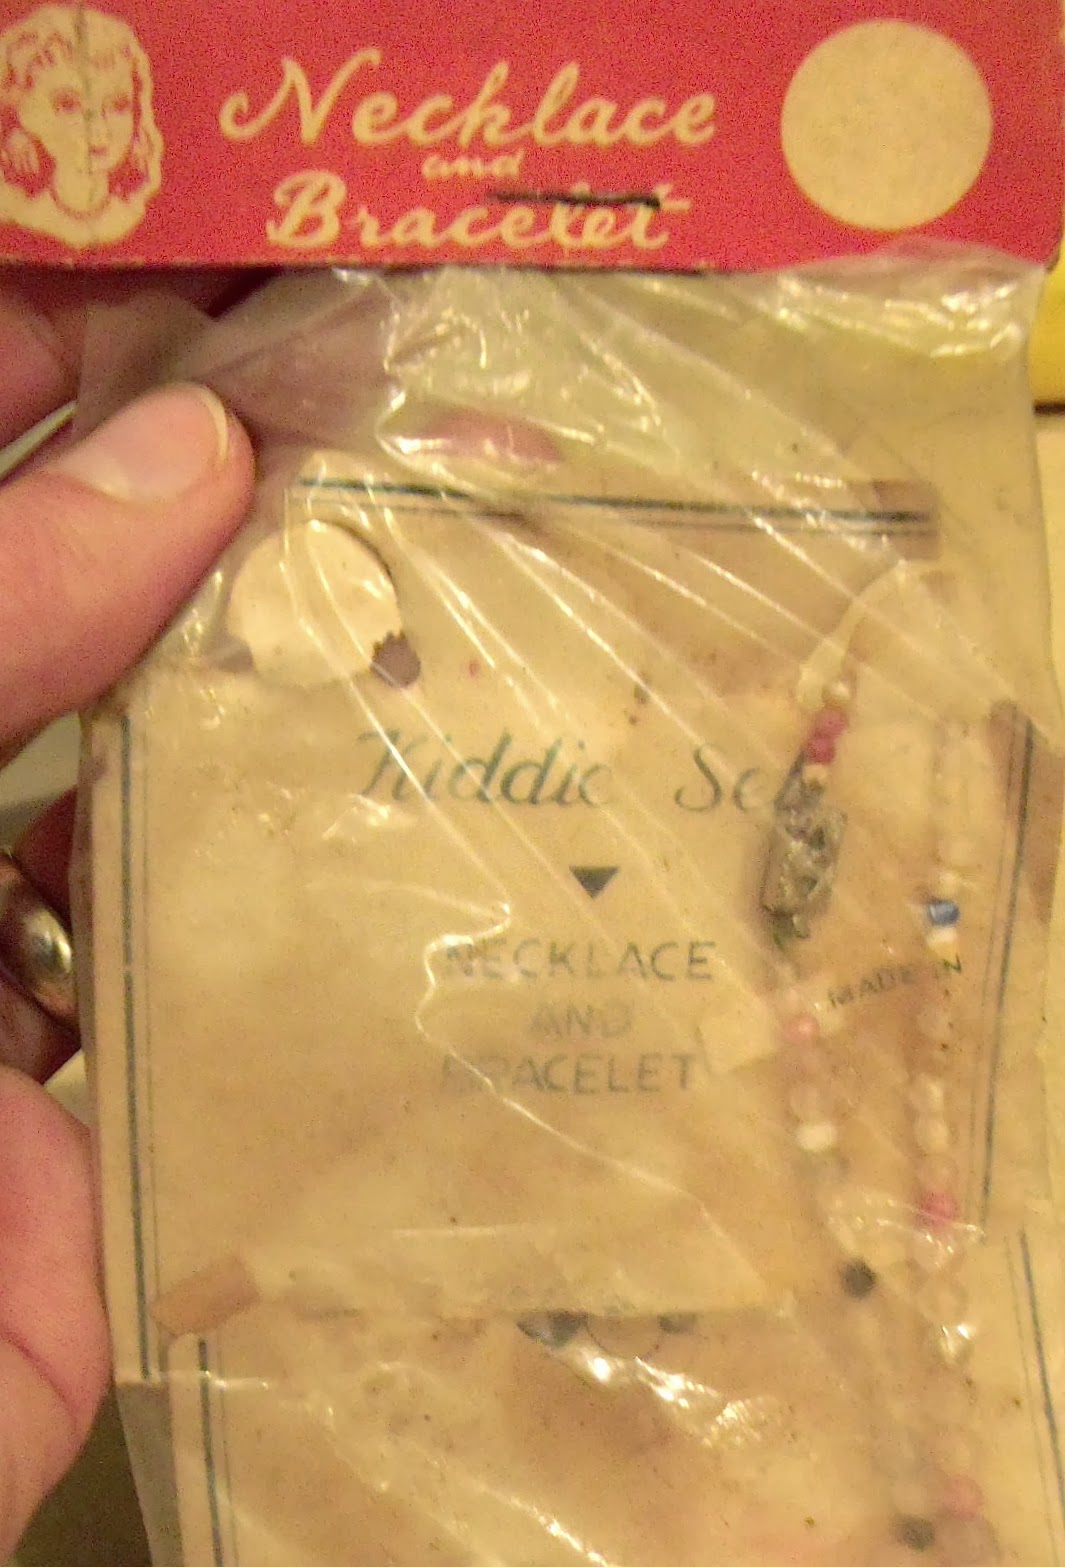 Necklace
and
Bracelet
Kiddie Set
NECKLACE
AND
BRACELET
MADE IN